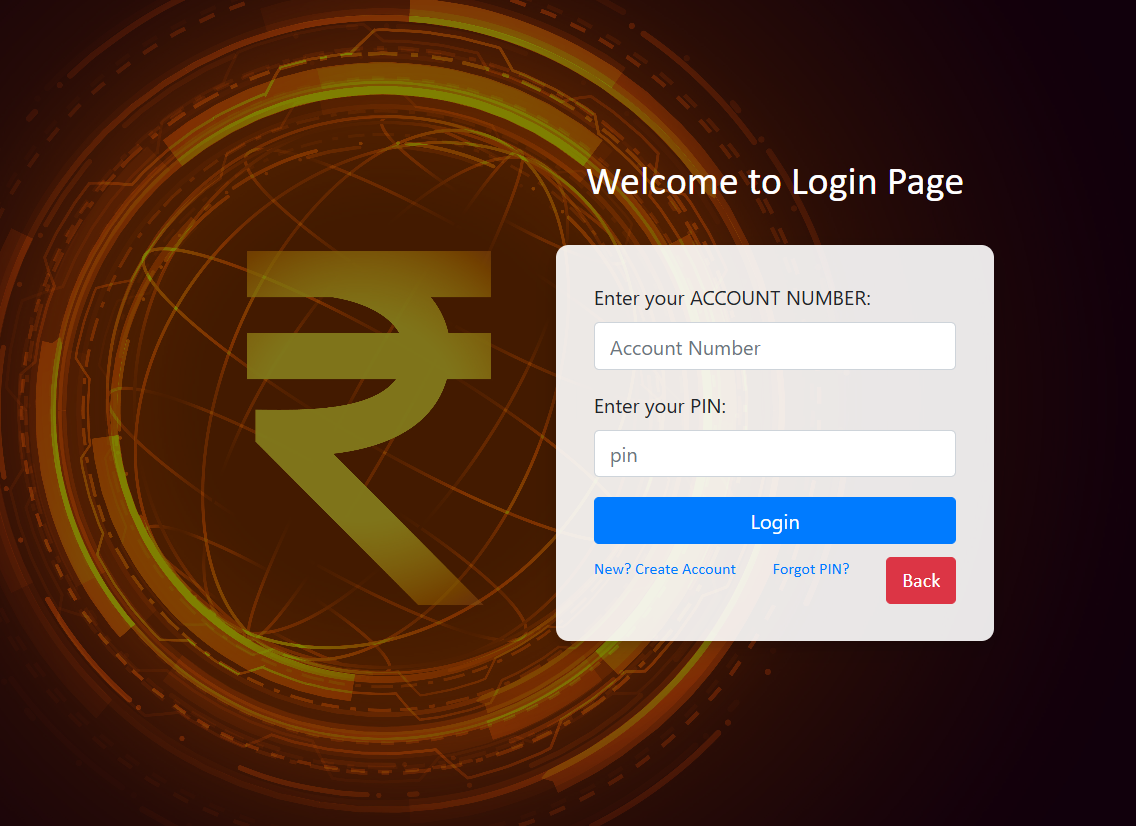 Welcome to Login Page
₹
Enter your ACCOUNT NUMBER:
Account Number
Enter your PIN:
pin
Login
New? Create Account Forgot PIN? Back